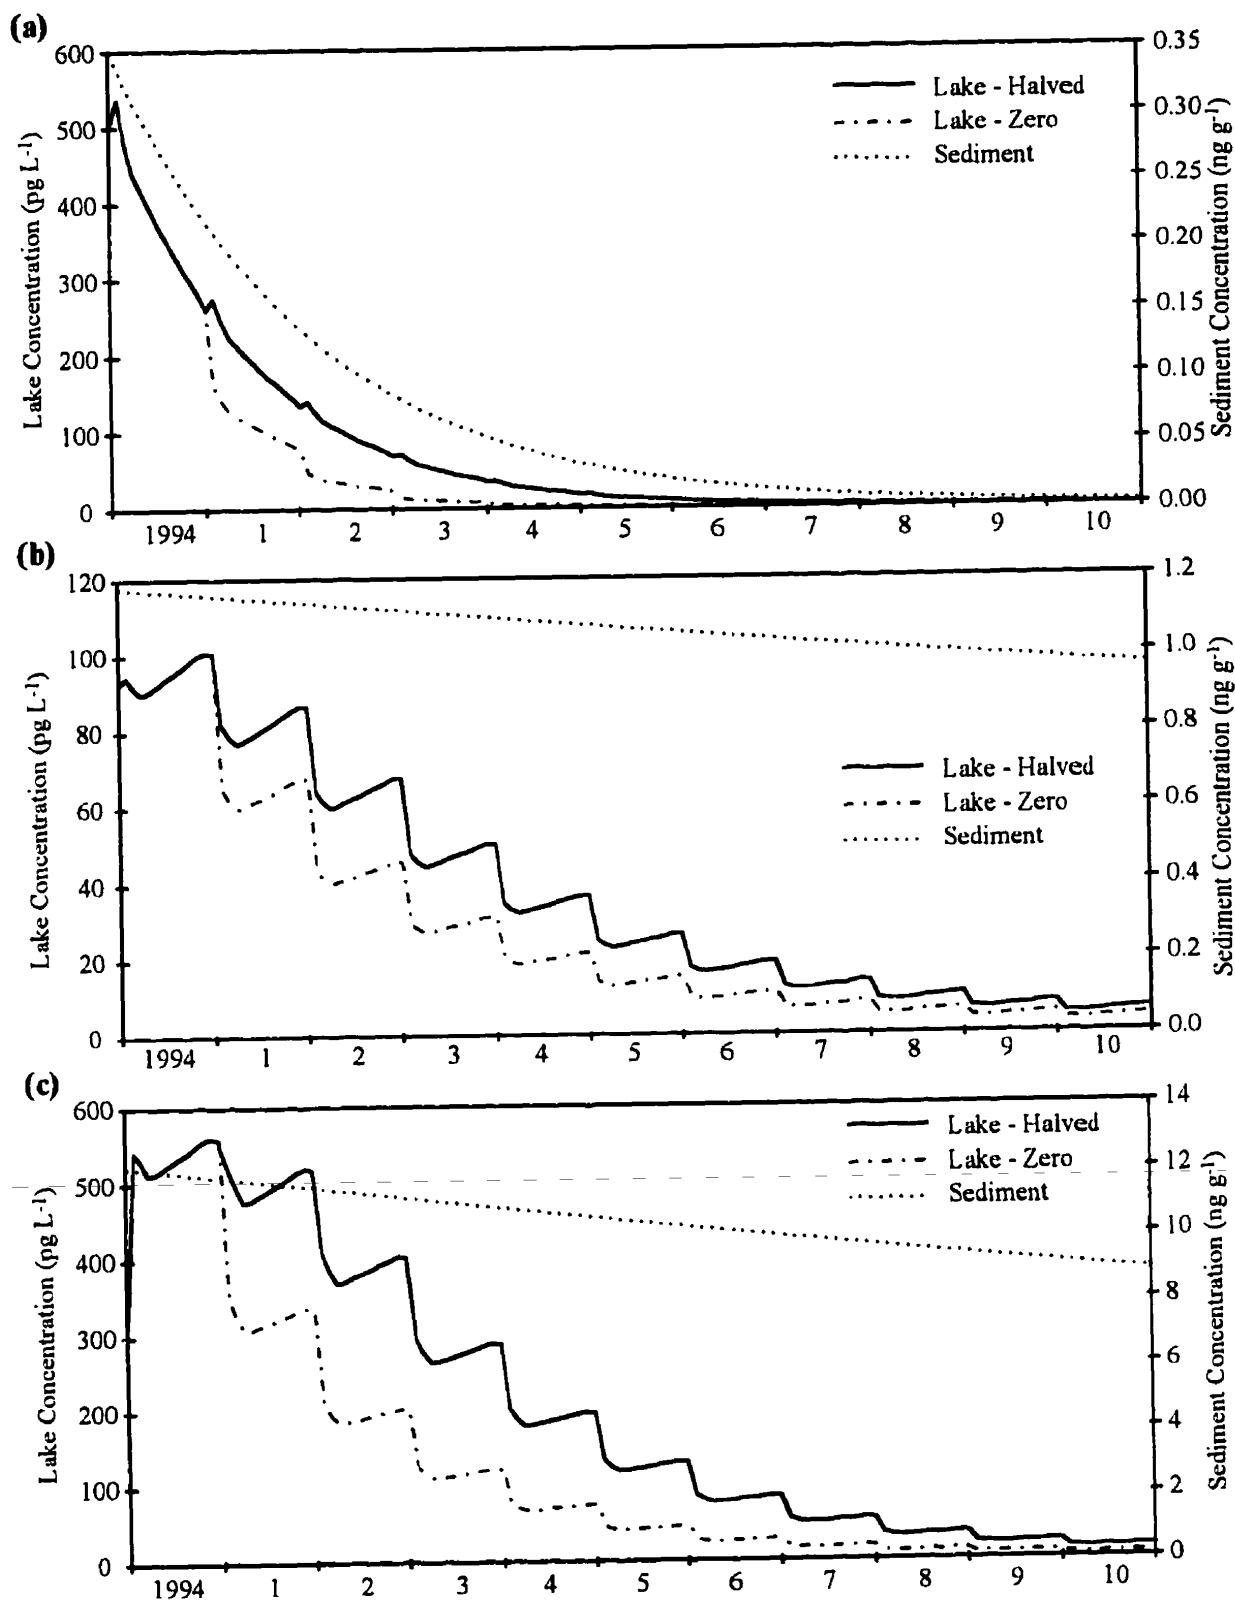 (a)
600
500
400
300
200
100
0
Lake Concentration (pg L⁻¹)
0.35
0.30
0.25
0.20
0.15
0.10
0.05
0.00
Sediment Concentration (ng g⁻¹)
Lake - Halved
Lake - Zero
Sediment
1994 1 2 3 4 5 6 7 8 9 10
(b)
120
100
80
60
40
20
0
Lake Concentration (pg L⁻¹)
1.2
1.0
0.8
0.6
0.4
0.2
0.0
Sediment Concentration (ng g⁻¹)
Lake - Halved
Lake - Zero
Sediment
1994 1 2 3 4 5 6 7 8 9 10
(c)
600
500
400
300
200
100
0
Lake Concentration (pg L⁻¹)
14
12
10
8
6
4
2
0
Sediment Concentration (ng g⁻¹)
Lake - Halved
Lake - Zero
Sediment
1994 1 2 3 4 5 6 7 8 9 10